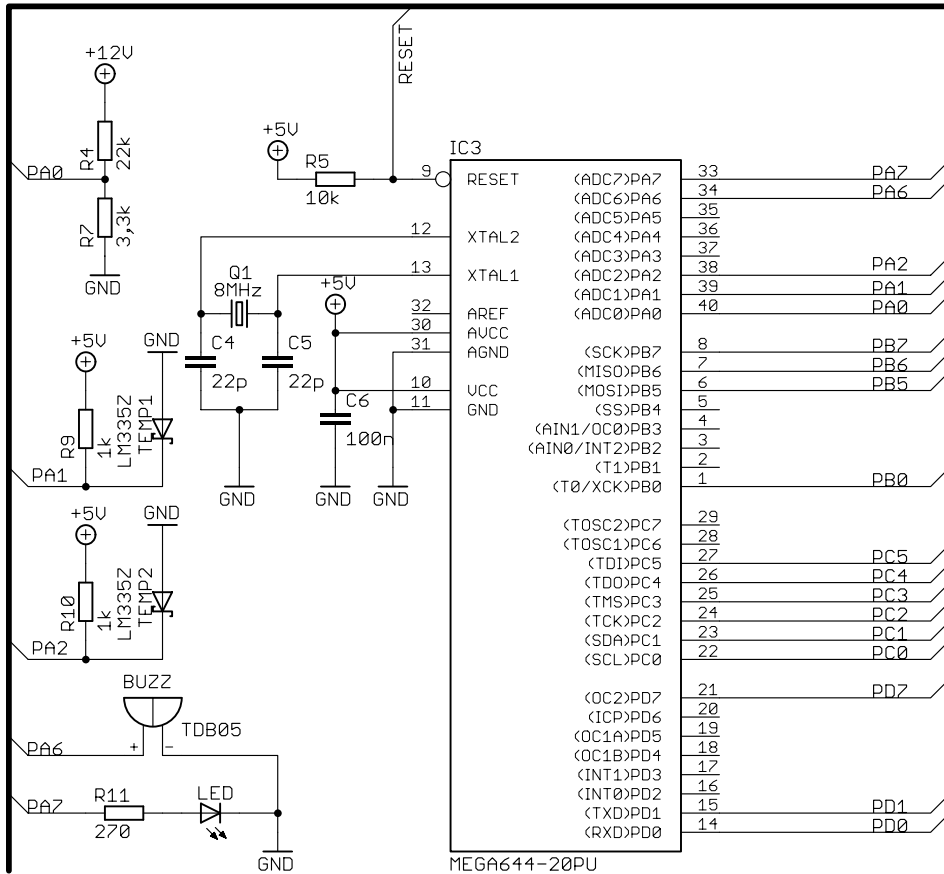 +12V
R4
22k
PA0
R7
3,3k
GND
+5V
R9
1k
LM335Z
TEMP1
GND
PA1
+5V
R10
1k
LM335Z
TEMP2
GND
PA2
BUZZ
TDB05
+
-
PA6
PA7
R11
270
LED
GND
RESET
+5V
R5
10k
Q1
8MHz
C4
22p
C5
22p
GND
+5V
C6
100n
GND
GND
IC3
9 RESET
12 XTAL2
13 XTAL1
32 AREF
30 AVCC
31 AGND
10 VCC
11 GND
(ADC7)PA7 33 PA7
(ADC6)PA6 34 PA6
(ADC5)PA5 35
(ADC4)PA4 36
(ADC3)PA3 37
(ADC2)PA2 38 PA2
(ADC1)PA1 39 PA1
(ADC0)PA0 40 PA0
(SCK)PB7 8 PB7
(MISO)PB6 7 PB6
(MOSI)PB5 6 PB5
(SS)PB4 5
(AIN1/OC0)PB3 4
(AIN0/INT2)PB2 3
(T1)PB1 2
(T0/XCK)PB0 1 PB0
(TOSC2)PC7 29
(TOSC1)PC6 28
(TDI)PC5 27 PC5
(TDO)PC4 26 PC4
(TMS)PC3 25 PC3
(TCK)PC2 24 PC2
(SDA)PC1 23 PC1
(SCL)PC0 22 PC0
(OC2)PD7 21 PD7
(ICP)PD6 20
(OC1A)PD5 19
(OC1B)PD4 18
(INT1)PD3 17
(INT0)PD2 16
(TXD)PD1 15 PD1
(RXD)PD0 14 PD0
MEGA644-20PU